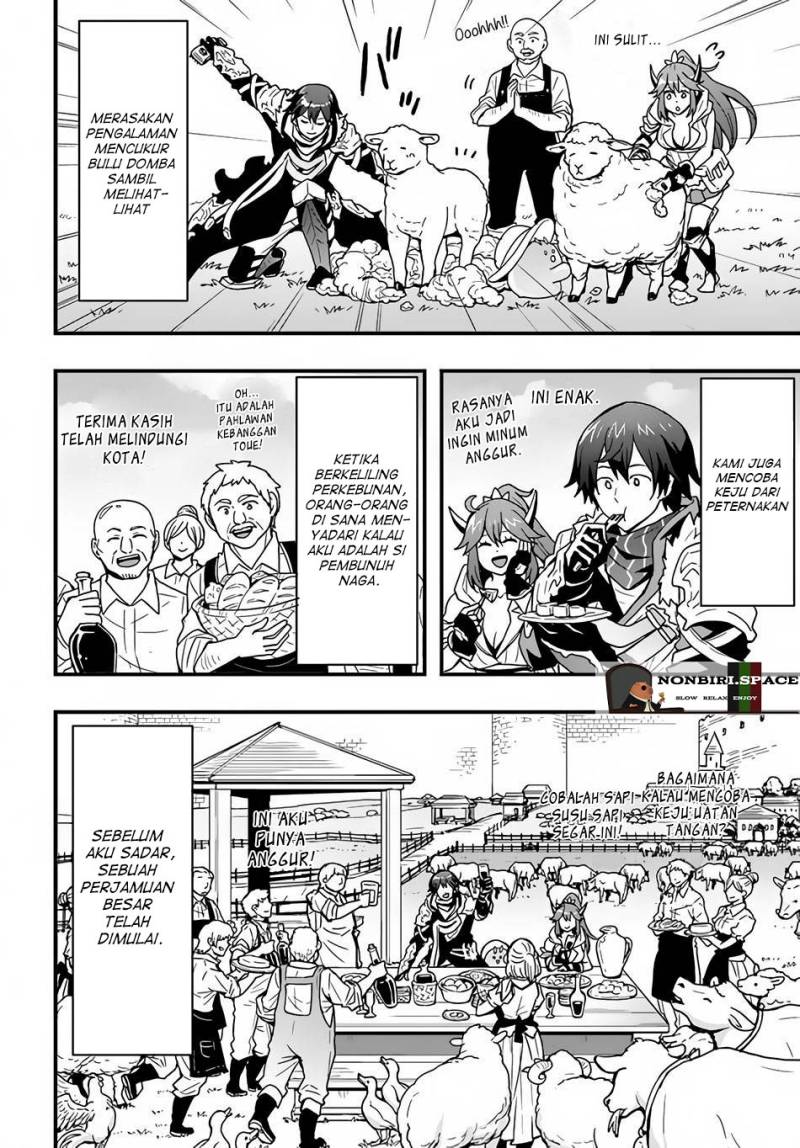 Ooohhh!!
INI SULIT...
MERASAKAN
PENGALAMAN
MENCUKUR
BULU DOMBA
SAMBIL
MELIHAT-
LIHAT
KAMI JUGA
MENCOBA
KEJU DARI
PETERNAKAN
INI ENAK.
RASANYA
AKU JADI
INGIN MINUM
ANGGUR.
KETIKA
BERKELILING
PERKEBUNAN,
ORANG-ORANG
DI SANA MEN-
YADARI KALAU
AKU ADALAH SI
PEMBUNUH
NAGA.
OH...
ITU ADALAH
PAHLAWAN
KEBANGGAN
TOUE!
TERIMA KASIH
TELAH MELINDUNGI
KOTA!
NONBIRI.SPACE
SLOW RELAX ENJOY
BAGAIMANA
KALAU MENCOBA
KEJU UATAN
TANGAN?
COBALAH SAPI
SUSU SAPI
SEGAR INI!
INI AKU
PUNYA
ANGGUR!
SEBELUM
AKU SADAR,
SEBUAH
PERJAMUAN
BESAR
TELAH
DIMULAI.